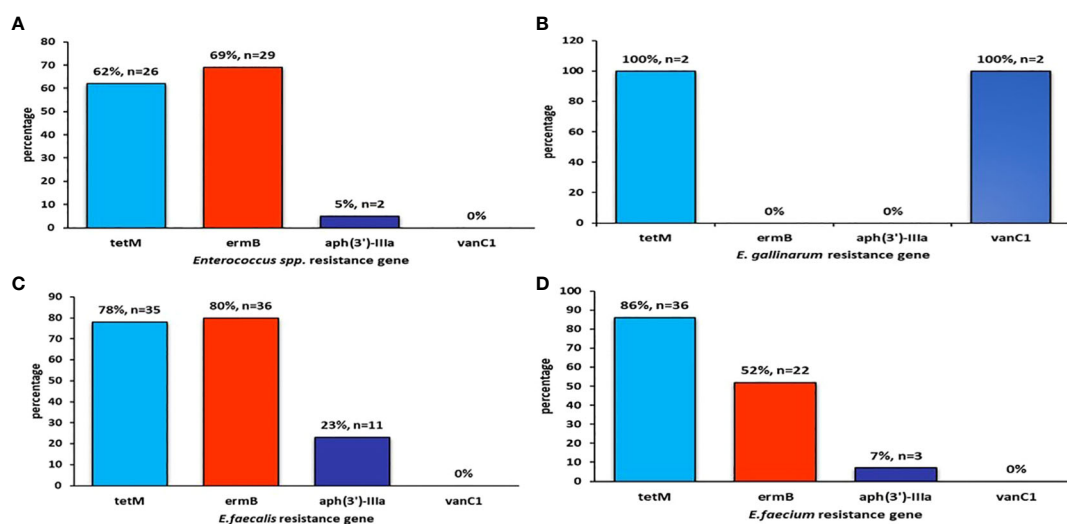 A
percentage
80
70
60
50
40
30
20
10
0
62%, n=26
69%, n=29
5%, n=2
0%
tetM ermB aph(3')-IIIa vanC1
Enterococcus spp. resistance gene
B
percentage
120
100
80
60
40
20
0
100%, n=2
0%
0%
100%, n=2
tetM ermB aph(3')-IIIa vanC1
E. gallinarum resistance gene
C
percentage
90
80
70
60
50
40
30
20
10
0
78%, n=35
80%, n=36
23%, n=11
0%
tetM ermB aph(3')-IIIa vanC1
E.faecalis resistance gene
D
percentage
100
90
80
70
60
50
40
30
20
10
0
86%, n=36
52%, n=22
7%, n=3
0%
tetM ermB aph(3')-IIIa vanC1
E.faecium resistance gene